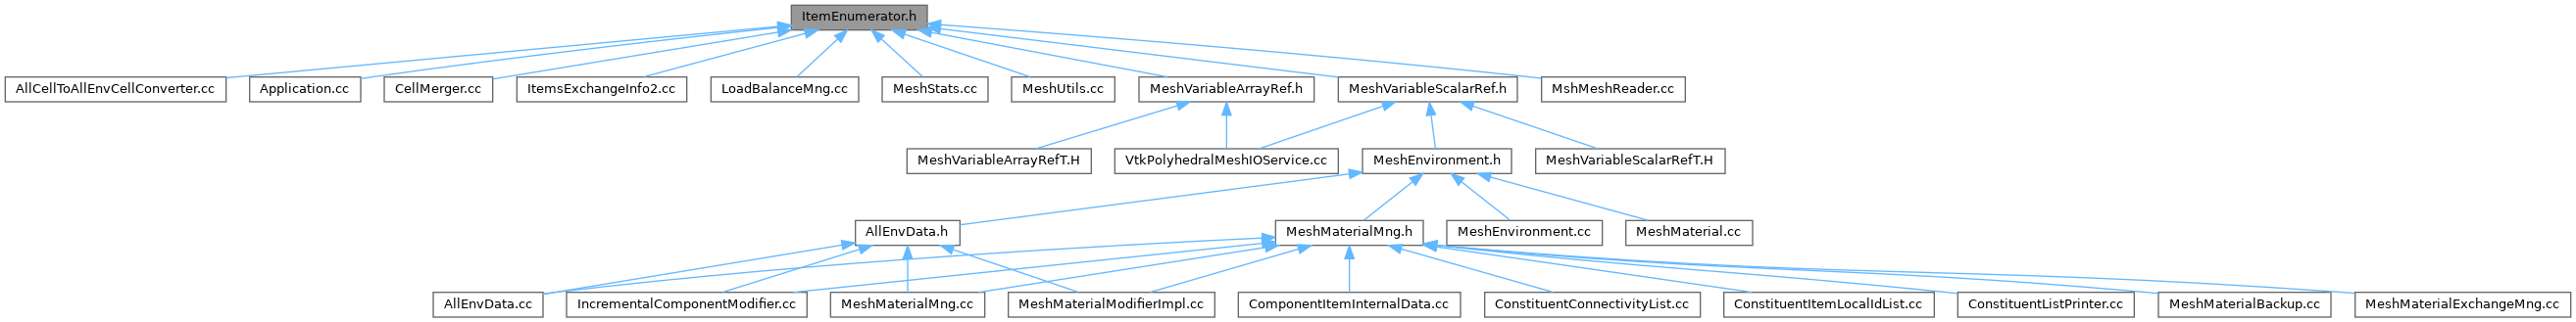 ItemEnumerator.h
AllCellToAllEnvCellConverter.cc
Application.cc
CellMerger.cc
ItemsExchangeInfo2.cc
LoadBalanceMng.cc
MeshStats.cc
MeshUtils.cc
MeshVariableArrayRef.h
MeshVariableScalarRef.h
MshMeshReader.cc
MeshVariableArrayRefT.H
VtkPolyhedralMeshIOService.cc
MeshEnvironment.h
MeshVariableScalarRefT.H
AllEnvData.h
MeshMaterialMng.h
MeshEnvironment.cc
MeshMaterial.cc
AllEnvData.cc
IncrementalComponentModifier.cc
MeshMaterialMng.cc
MeshMaterialModifierImpl.cc
ComponentItemInternalData.cc
ConstituentConnectivityList.cc
ConstituentItemLocalIdList.cc
ConstituentListPrinter.cc
MeshMaterialBackup.cc
MeshMaterialExchangeMng.cc